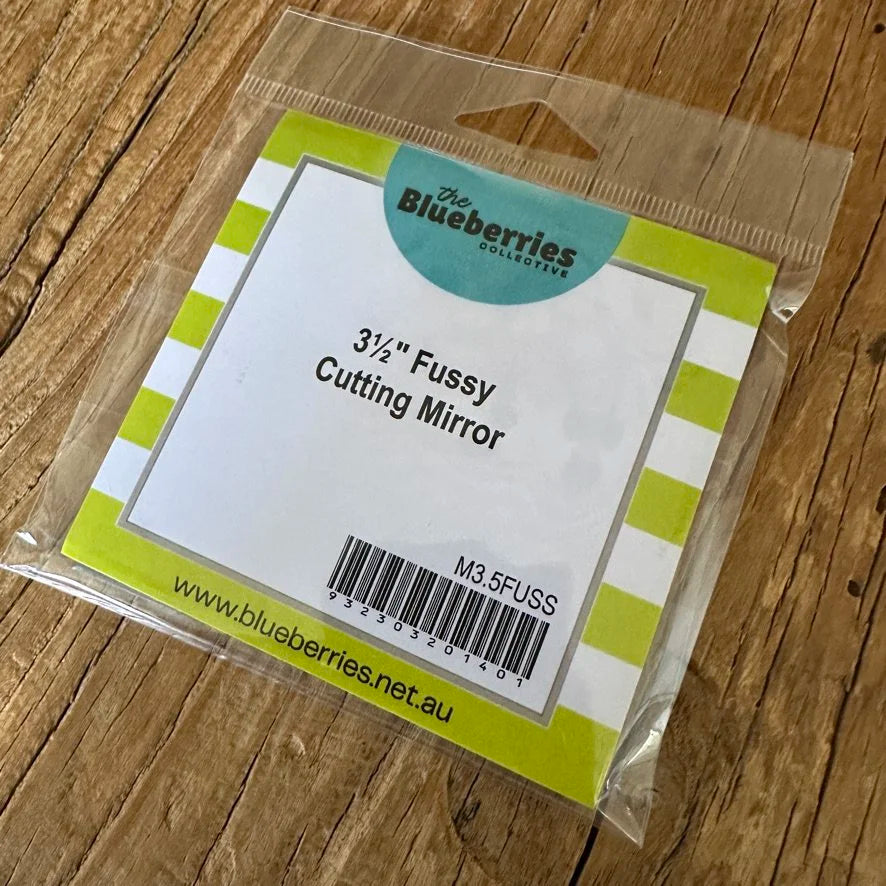 the
Blueberries
COLLECTIVE
3½" Fussy
Cutting Mirror
M3.5FUSS
9323032014​01
www.blueberries.net.au